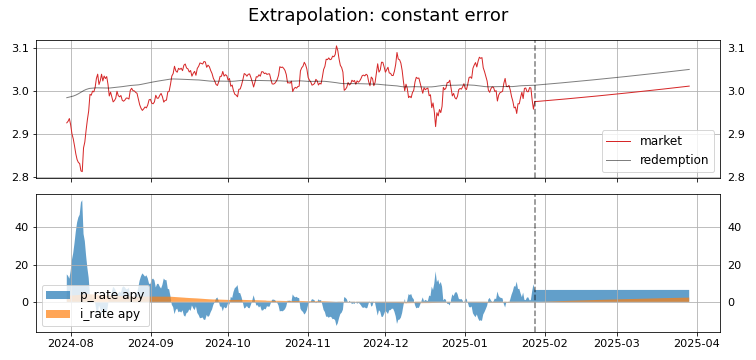 Extrapolation: constant error
3.1 3.1
3.0 3.0
2.9 2.9
2.8 2.8
market
redemption
40 40
20 20
0 0
p_rate apy
i_rate apy
2024-08 2024-09 2024-10 2024-11 2024-12 2025-01 2025-02 2025-03 2025-04